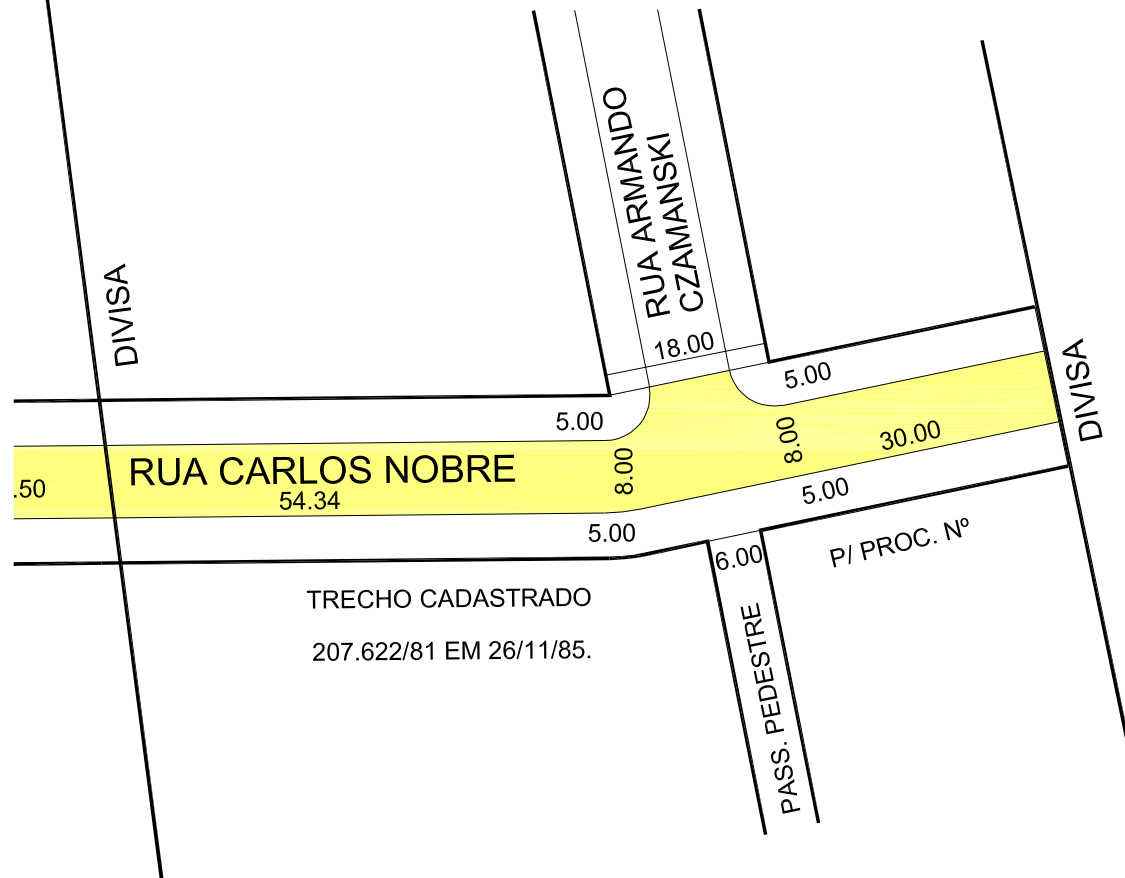 RUA ARMANDO
CZAMANSKI
DIVISA
18.00
5.00
DIVISA
5.00
RUA CARLOS NOBRE
54.34
.50
8.00
8.00
30.00
5.00
5.00
6.00
P/ PROC. Nº
TRECHO CADASTRADO
207.622/81 EM 26/11/85.
PASS. PEDESTRE